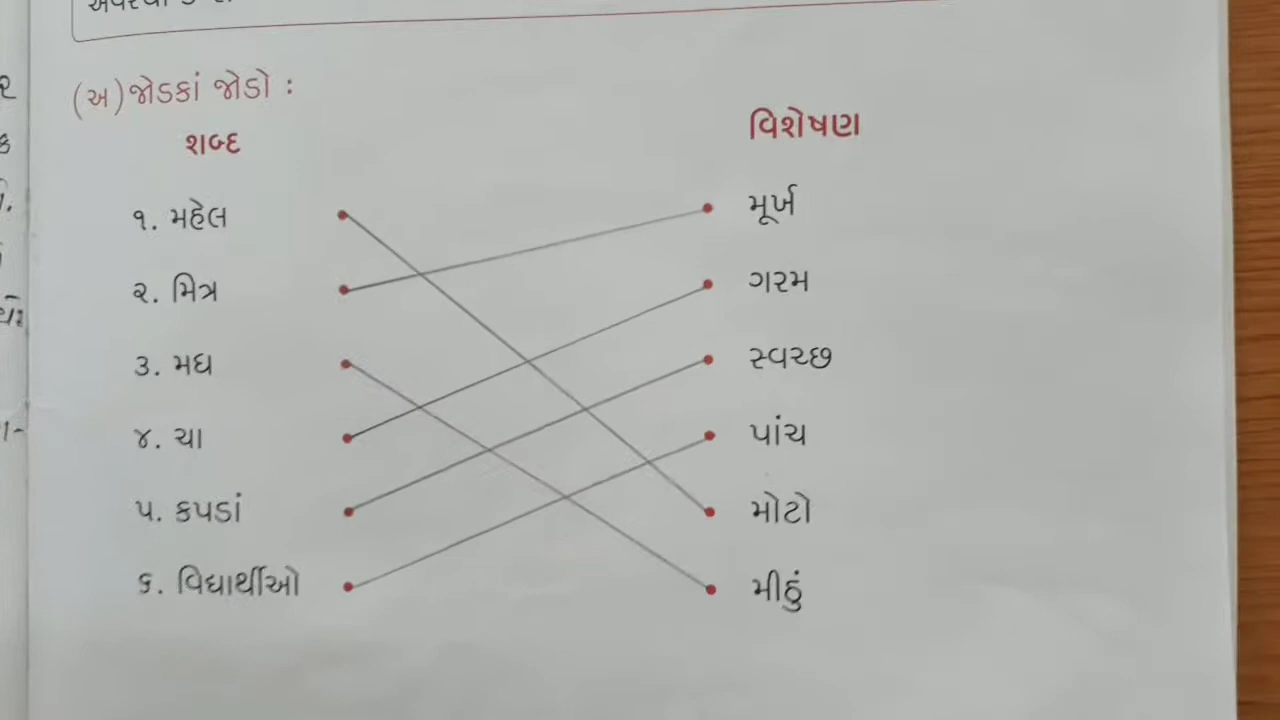 (અ) જોડકાં જોડો :
શબ્દ વિશેષણ
૧. મહેલ મૂર્ખ
૨. મિત્ર ગરમ
૩. મધ સ્વચ્છ
૪. ચા પાંચ
૫. કપડાં મોટો
૬. વિદ્યાર્થીઓ મીઠું